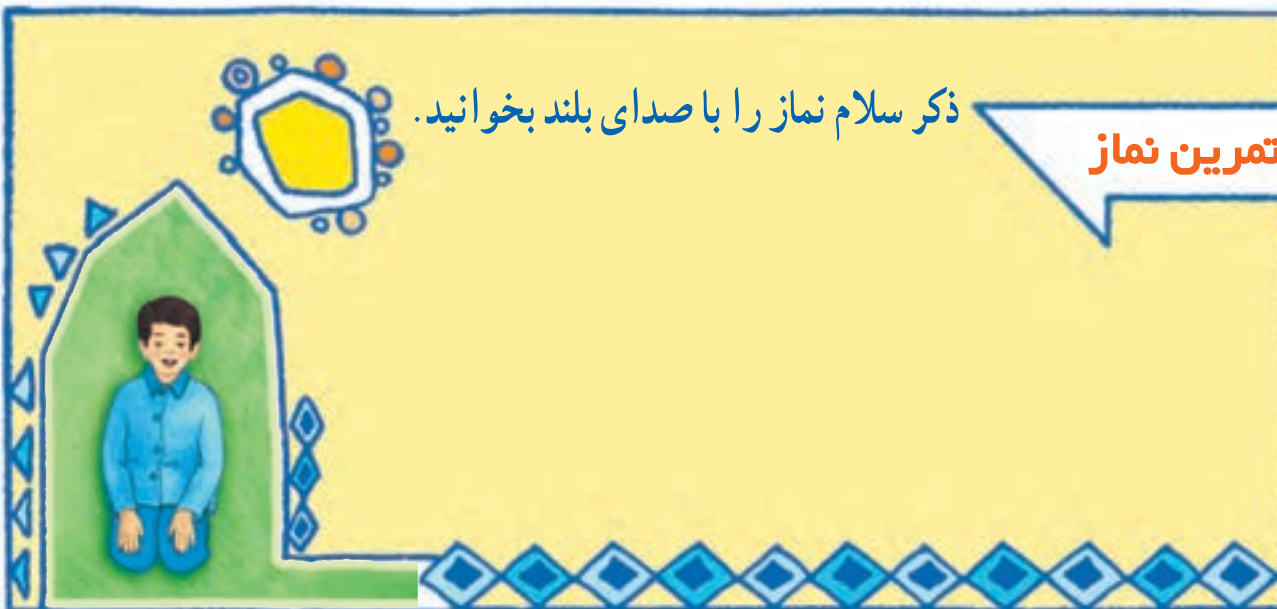 تمرین نماز
ذکر سلام نماز را با صدای بلند بخوانید.